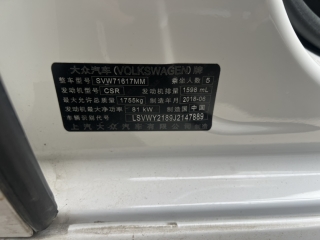 大众汽车(VOLKSWAGEN)牌
整车型号 SVW71617MM 乘坐人数 5
发动机型号 CSR 发动机排量 1598 mL
最大允许总质量 1755kg 制造年月 2018-08
发动机最大净功率 81 kW 制造国 中国
LSVWY2189J2147889
上汽大众汽车有限公司